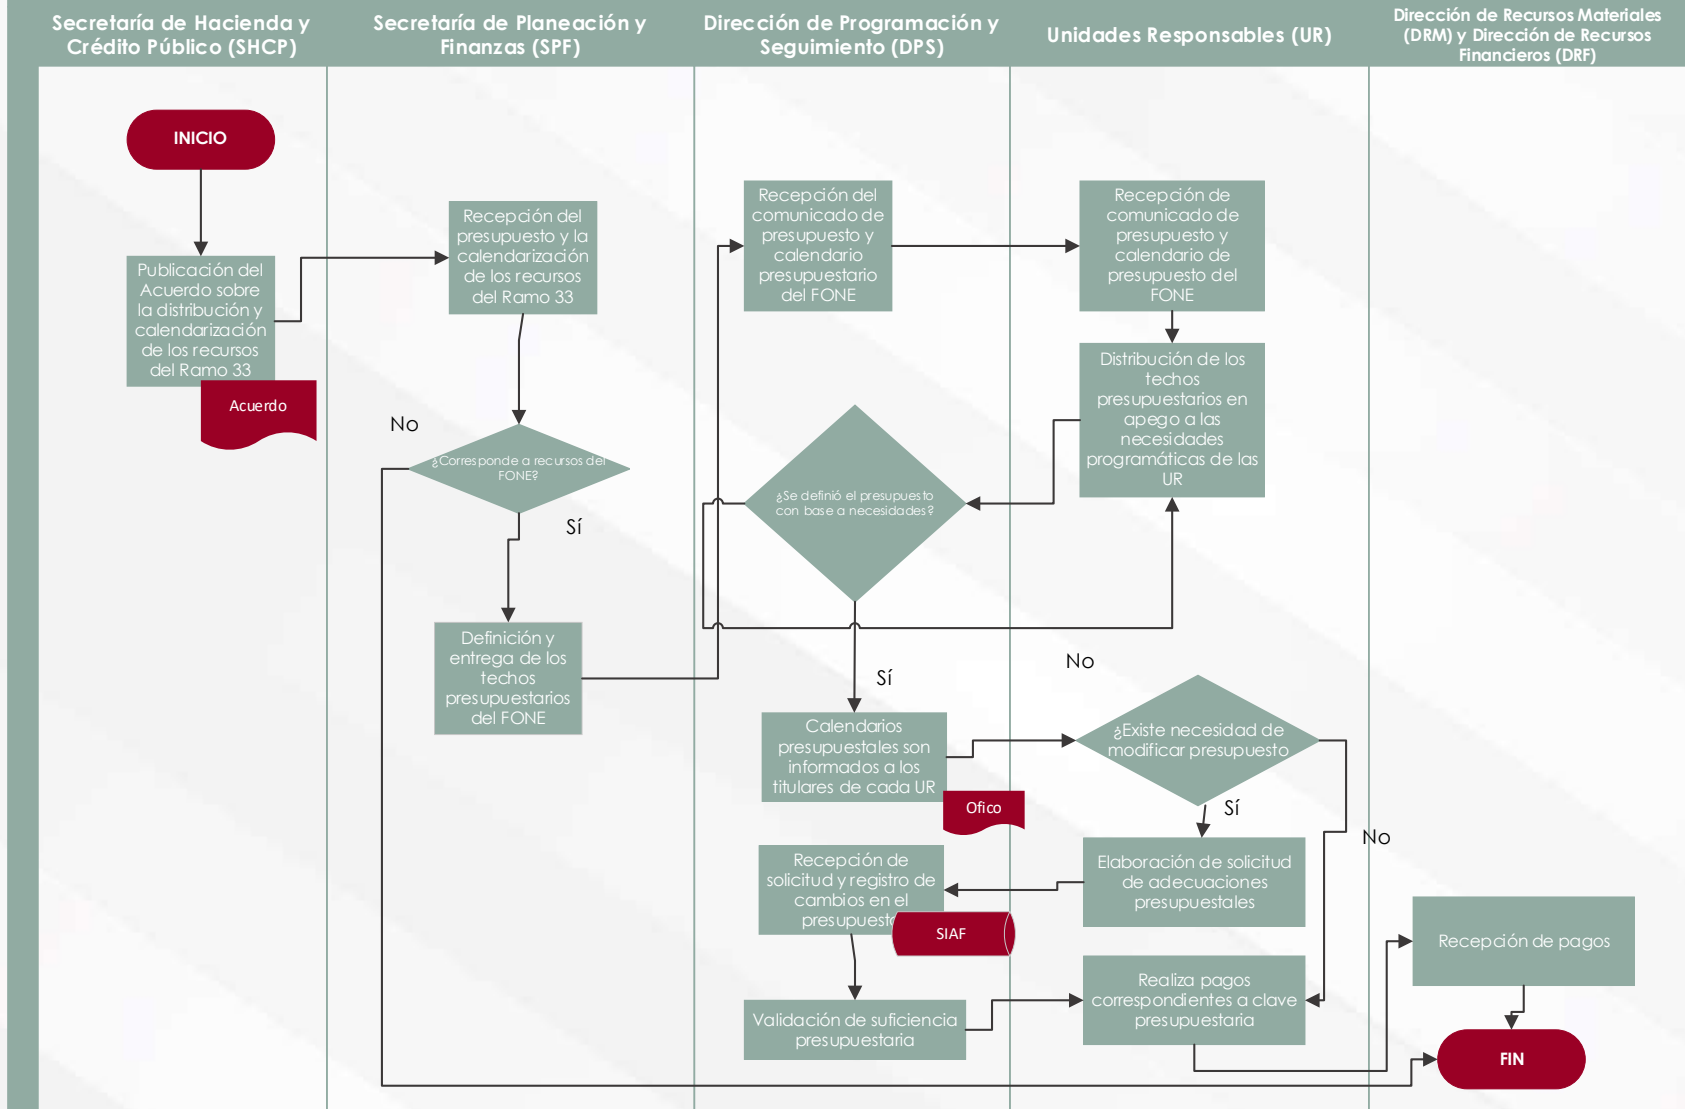 Secretaría de Hacienda y
Crédito Público (SHCP)
Secretaría de Planeación y
Finanzas (SPF)
Dirección de Programación y
Seguimiento (DPS)
Unidades Responsables (UR)
Dirección de Recursos Materiales
(DRM) y Dirección de Recursos
Financieros (DRF)
INICIO
Publicación del
Acuerdo sobre
la distribución y
calendarización
de los recursos
del Ramo 33
Acuerdo
Recepción del
presupuesto y la
calendarización
de los recursos
del Ramo 33
No
¿Corresponde a recursos del
FONE?
Sí
Definición y
entrega de los
techos
presupuestarios
del FONE
Recepción del
comunicado de
presupuesto y
calendario
presupuestario
del FONE
Recepción de
comunicado de
presupuesto y
calendario de
presupuesto del
FONE
Distribución de los
techos
presupuestarios en
apego a las
necesidades
programáticas de las
UR
¿Se definió el presupuesto
con base a necesidades?
No
Sí
Calendarios
presupuestales son
informados a los
titulares de cada UR
Ofico
¿Existe necesidad de
modificar presupuesto
Sí
No
Elaboración de solicitud
de adecuaciones
presupuestales
Recepción de
solicitud y registro de
cambios en el
presupuesto
SIAF
Validación de suficiencia
presupuestaria
Realiza pagos
correspondientes a clave
presupuestaria
Recepción de pagos
FIN